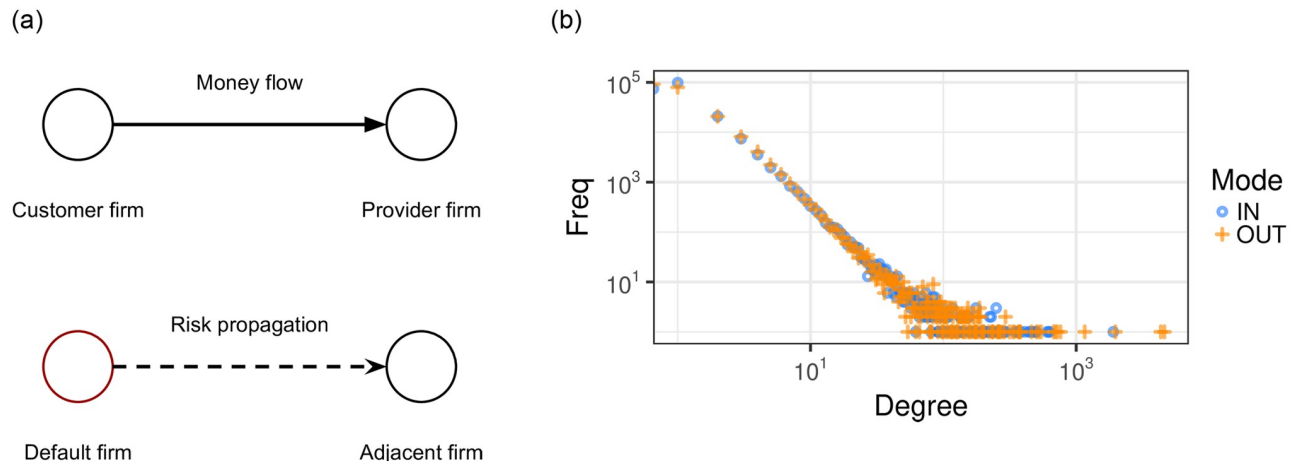 (a)
Money flow
Customer firm
Provider firm
Risk propagation
Default firm
Adjacent firm
(b)
10^5
10^3
10^1
Freq
10^1
10^3
Degree
Mode
IN
OUT